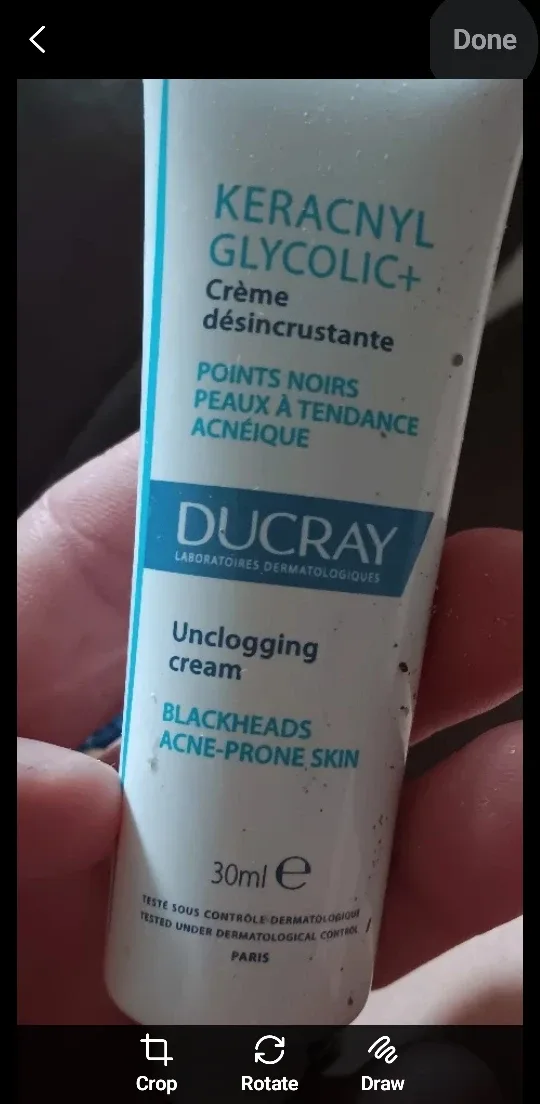 Done
KERACNYL
GLYCOLIC+
Crème
désincrustante
POINTS NOIRS
PEAUX À TENDANCE
ACNÉIQUE
DUCRAY
LABORATOIRES DERMATOLOGIQUES
Unclogging
cream
BLACKHEADS
ACNE-PRONE SKIN
30ml e
TESTÉ SOUS CONTRÔLE DERMATOLOGIQUE /
TESTED UNDER DERMATOLOGICAL CONTROL
PARIS
Crop Rotate Draw